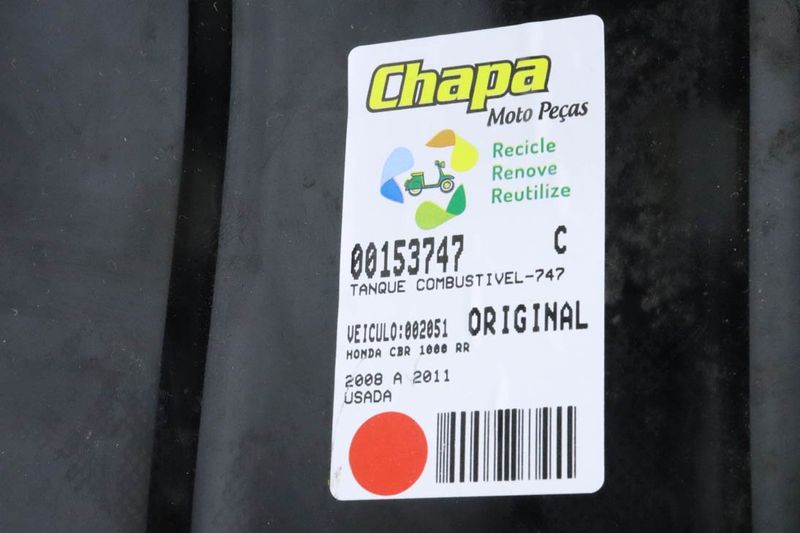 Chapa
Moto Peças
Recicle
Renove
Reutilize
00153747 C
TANQUE COMBUSTIVEL-747
VEICULO:002051 ORIGINAL
HONDA CBR 1000 RR
2008 A 2011
USADA